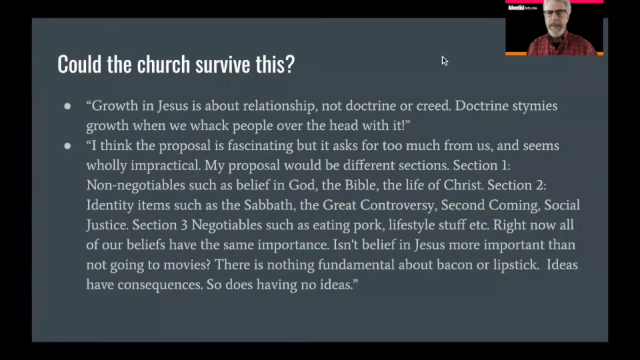 Adventist
Could the church survive this?
● “Growth in Jesus is about relationship, not doctrine or creed. Doctrine stymies
growth when we whack people over the head with it!”
● “I think the proposal is fascinating but it asks for too much from us, and seems
wholly impractical. My proposal would be different sections. Section 1:
Non-negotiables such as belief in God, the Bible, the life of Christ. Section 2:
Identity items such as the Sabbath, the Great Controversy, Second Coming, Social
Justice. Section 3 Negotiables such as eating pork, lifestyle stuff etc. Right now all
of our beliefs have the same importance. Isn't belief in Jesus more important than
not going to movies? There is nothing fundamental about bacon or lipstick.  Ideas
have consequences. So does having no ideas.”